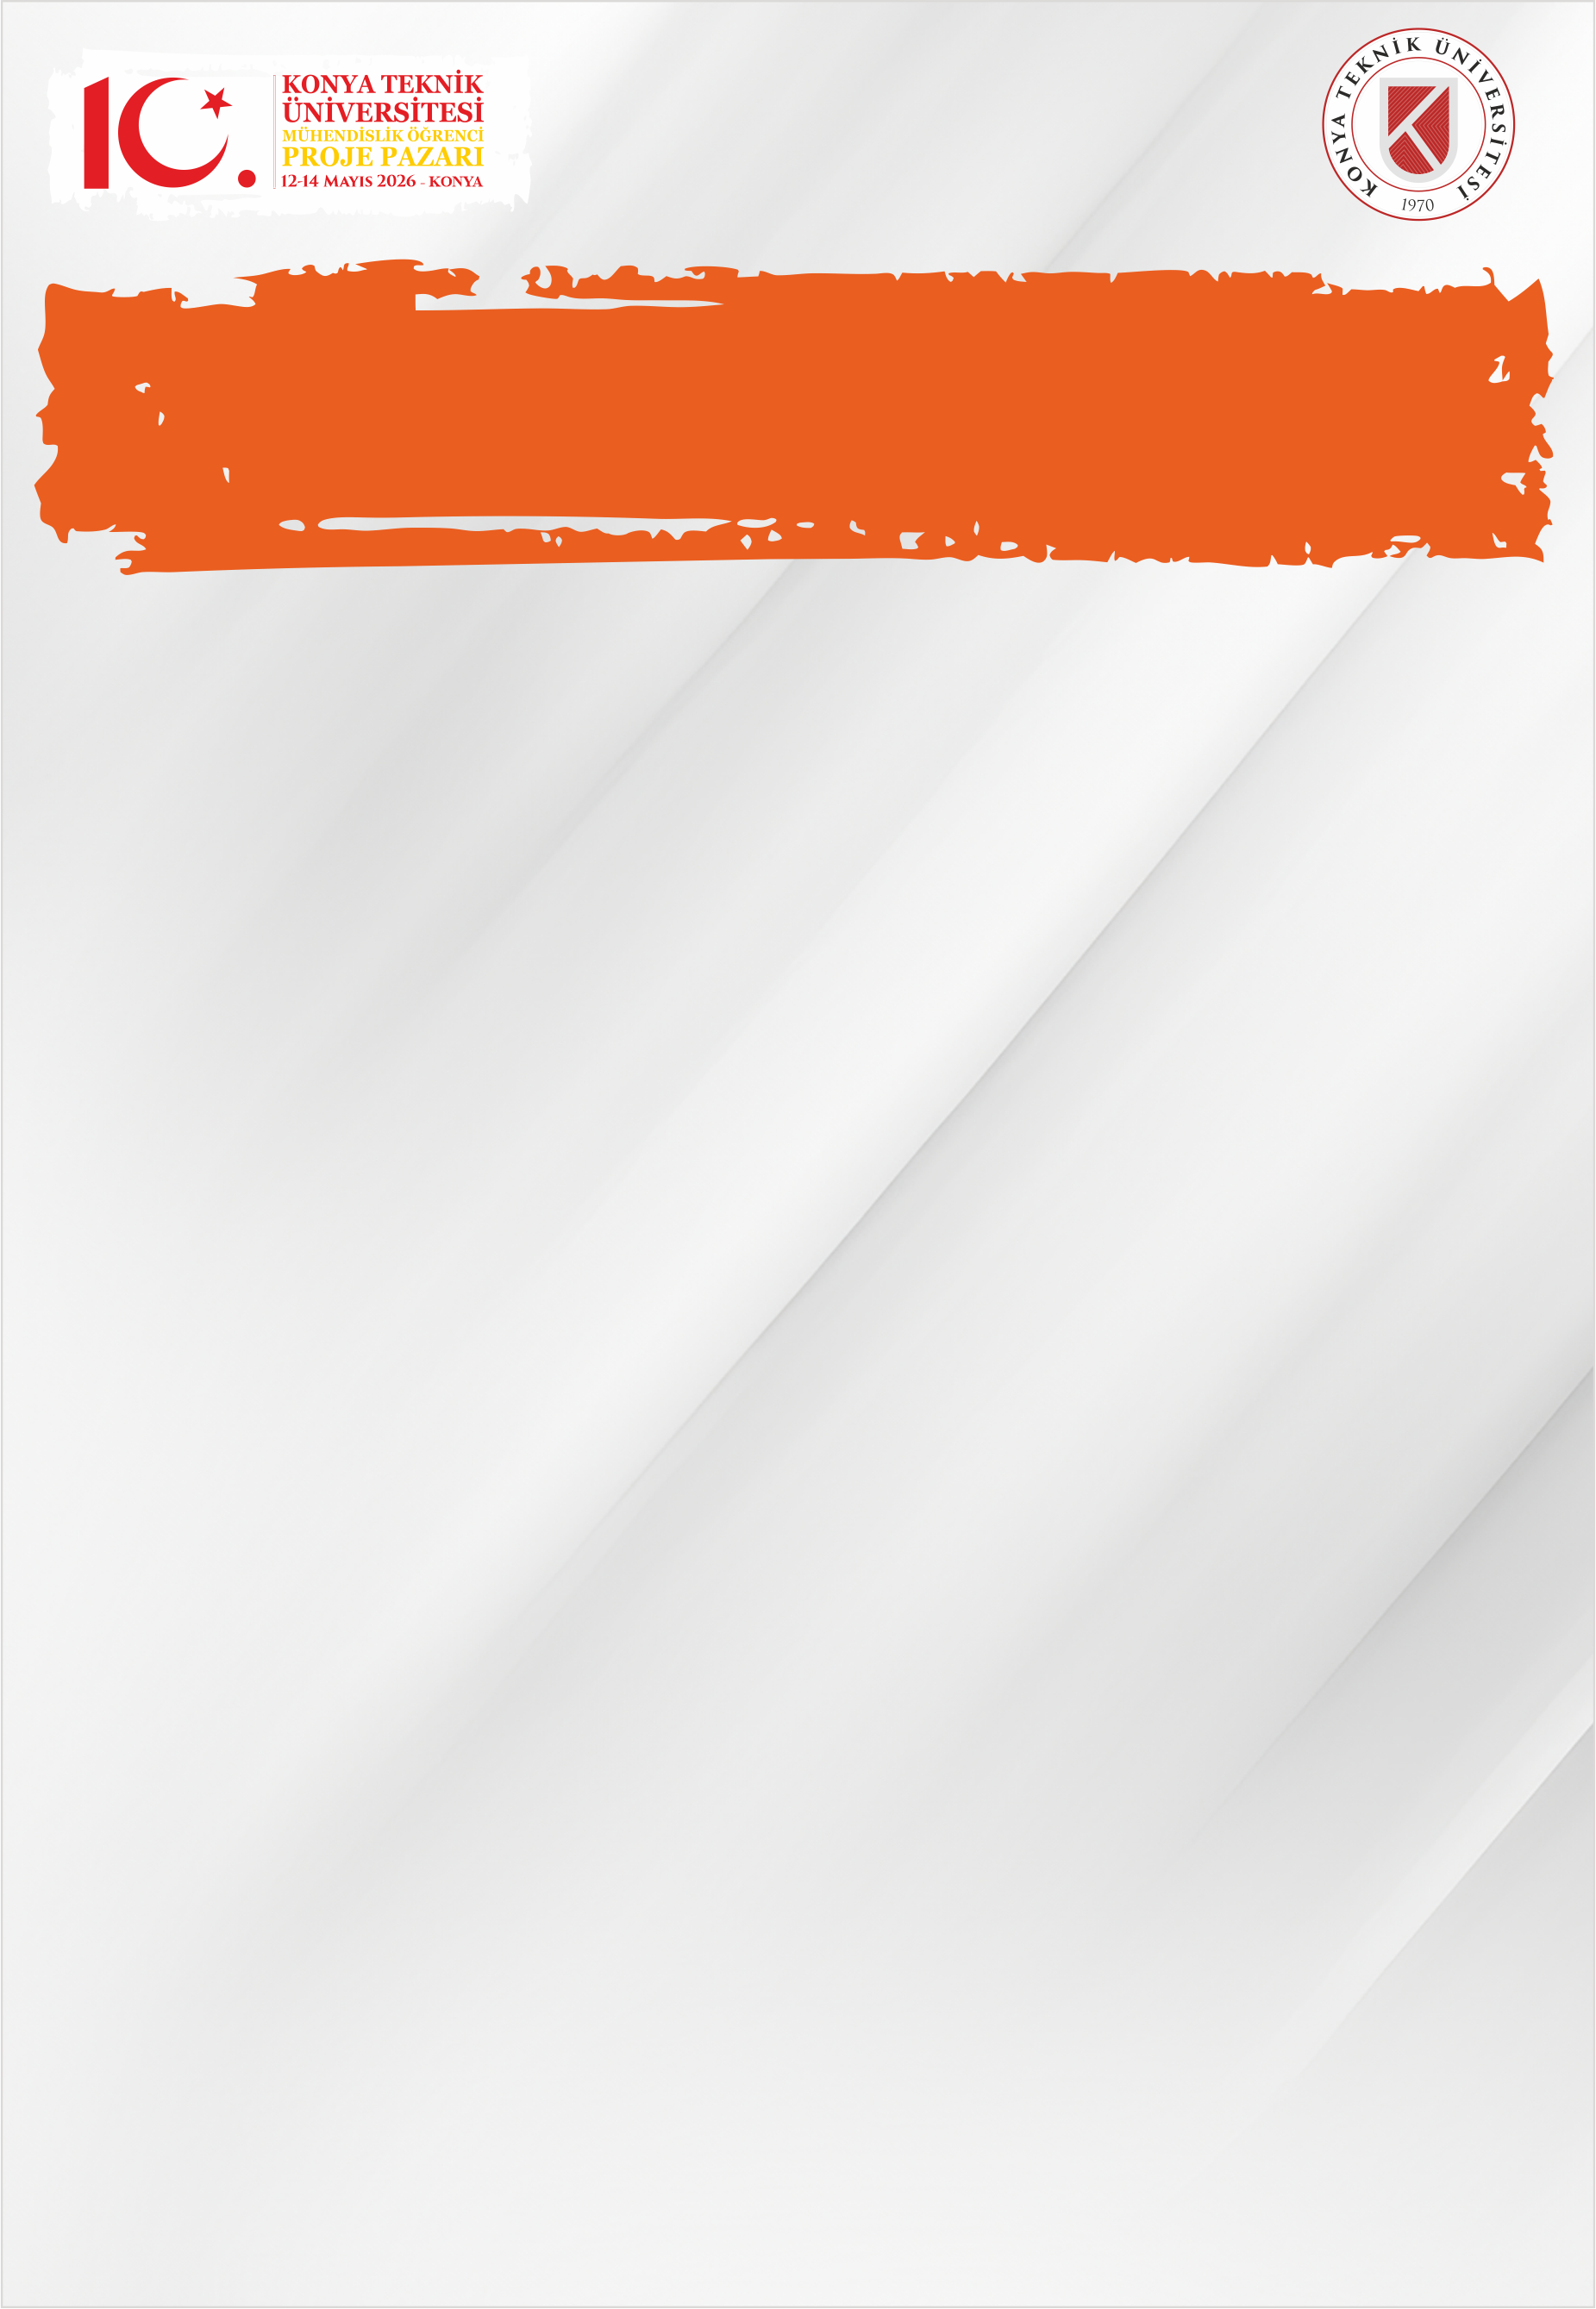 10.
KONYA TEKNİK
ÜNİVERSİTESİ
MÜHENDİSLİK ÖĞRENCİ
PROJE PAZARI
12-14 MAYIS 2026 - KONYA
KONYA TEKNİK ÜNİVERSİTESİ
1970